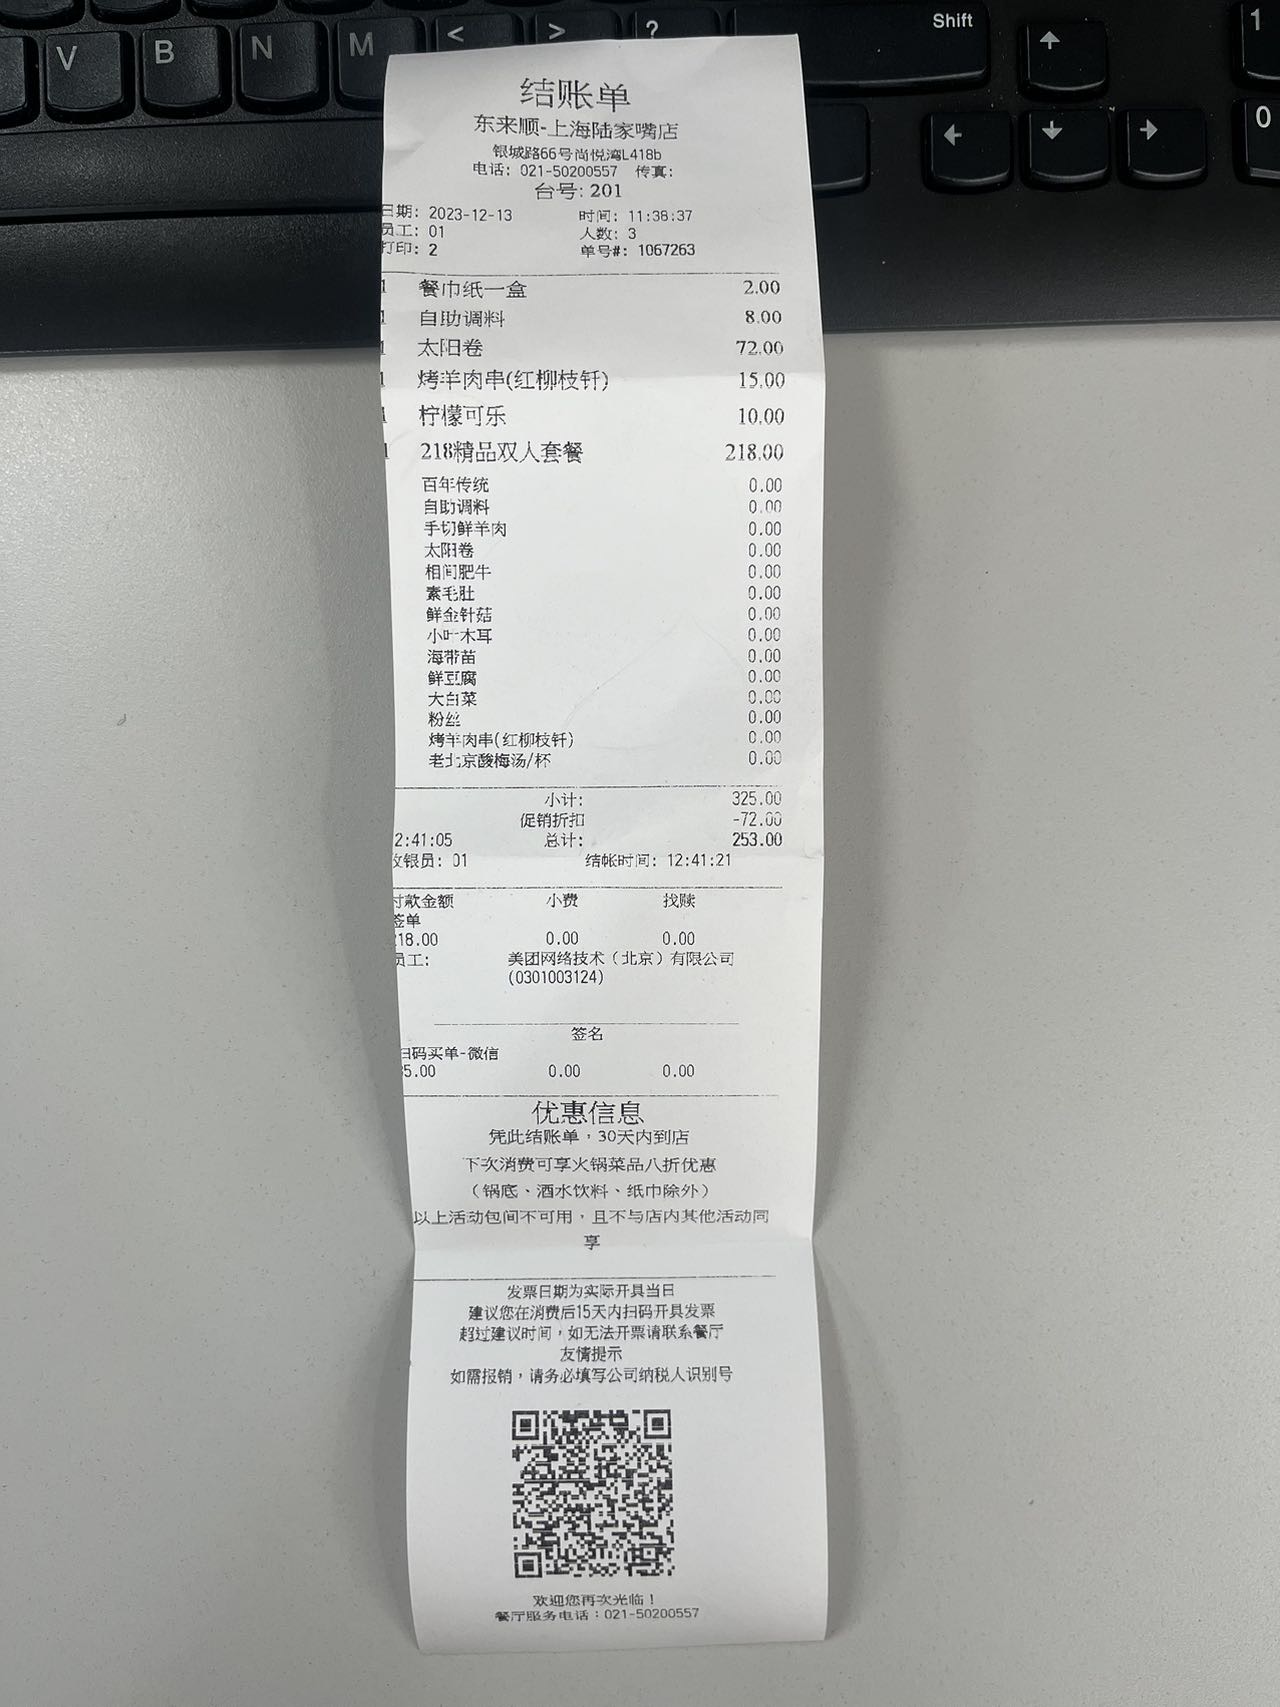 V B N M < > ? Shift 1
↑
← ↓ → 0
结账单
东来顺-上海陆家嘴店
银城路66号尚悦湾L418b
电话: 021-50200557 传真:
台号: 201
日期: 2023-12-13 时间: 11:38:37
员工: 01 人数: 3
打印: 2 单号#: 1067263
1 餐巾纸一盒 2.00
1 自助调料 8.00
1 太阳卷 72.00
1 烤羊肉串(红柳枝钎) 15.00
1 柠檬可乐 10.00
1 218精品双人套餐 218.00
百年传统 0.00
自助调料 0.00
手切鲜羊肉 0.00
太阳卷 0.00
相间肥牛 0.00
素毛肚 0.00
鲜金针菇 0.00
小叶木耳 0.00
海带苗 0.00
鲜豆腐 0.00
大白菜 0.00
粉丝 0.00
烤羊肉串(红柳枝钎) 0.00
老北京酸梅汤/杯 0.00
小计: 325.00
促销折扣 -72.00
2:41:05 总计: 253.00
收银员: 01 结帐时间: 12:41:21
付款金额 小费 找赎
签单
18.00 0.00 0.00
员工: 美团网络技术（北京）有限公司
(0301003124)
签名
扫码买单-微信
35.00 0.00 0.00
优惠信息
凭此结账单，30天内到店
下次消费可享火锅菜品八折优惠
（锅底、酒水饮料、纸巾除外）
以上活动包间不可用，且不与店内其他活动同
享
发票日期为实际开具当日
建议您在消费后15天内扫码开具发票
超过建议时间，如无法开票请联系餐厅
友情提示
如需报销，请务必填写公司纳税人识别号
欢迎您再次光临！
餐厅服务电话：021-50200557